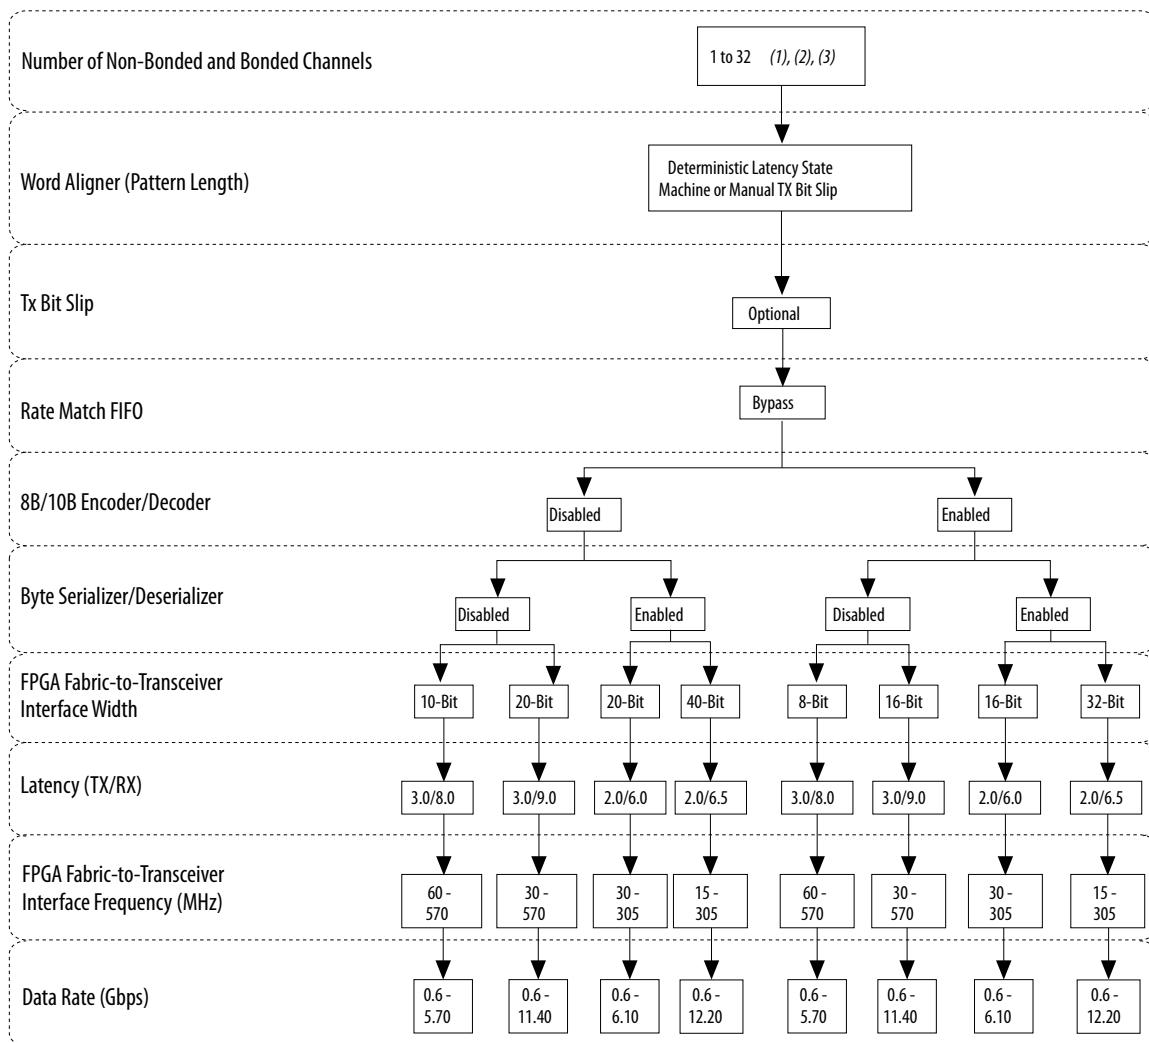 Number of Non-Bonded and Bonded Channels
1 to 32 (1), (2), (3)
Word Aligner (Pattern Length)
Deterministic Latency State
Machine or Manual TX Bit Slip
Tx Bit Slip
Optional
Rate Match FIFO
Bypass
8B/10B Encoder/Decoder
Disabled
Enabled
Byte Serializer/Deserializer
Disabled
Enabled
Disabled
Enabled
FPGA Fabric-to-Transceiver
Interface Width
10-Bit
20-Bit
20-Bit
40-Bit
8-Bit
16-Bit
16-Bit
32-Bit
Latency (TX/RX)
3.0/8.0
3.0/9.0
2.0/6.0
2.0/6.5
3.0/8.0
3.0/9.0
2.0/6.0
2.0/6.5
FPGA Fabric-to-Transceiver
Interface Frequency (MHz)
60 -
570
30 -
570
30 -
305
15 -
305
60 -
570
30 -
570
30 -
305
15 -
305
Data Rate (Gbps)
0.6 -
5.70
0.6 -
11.40
0.6 -
6.10
0.6 -
12.20
0.6 -
5.70
0.6 -
11.40
0.6 -
6.10
0.6 -
12.20